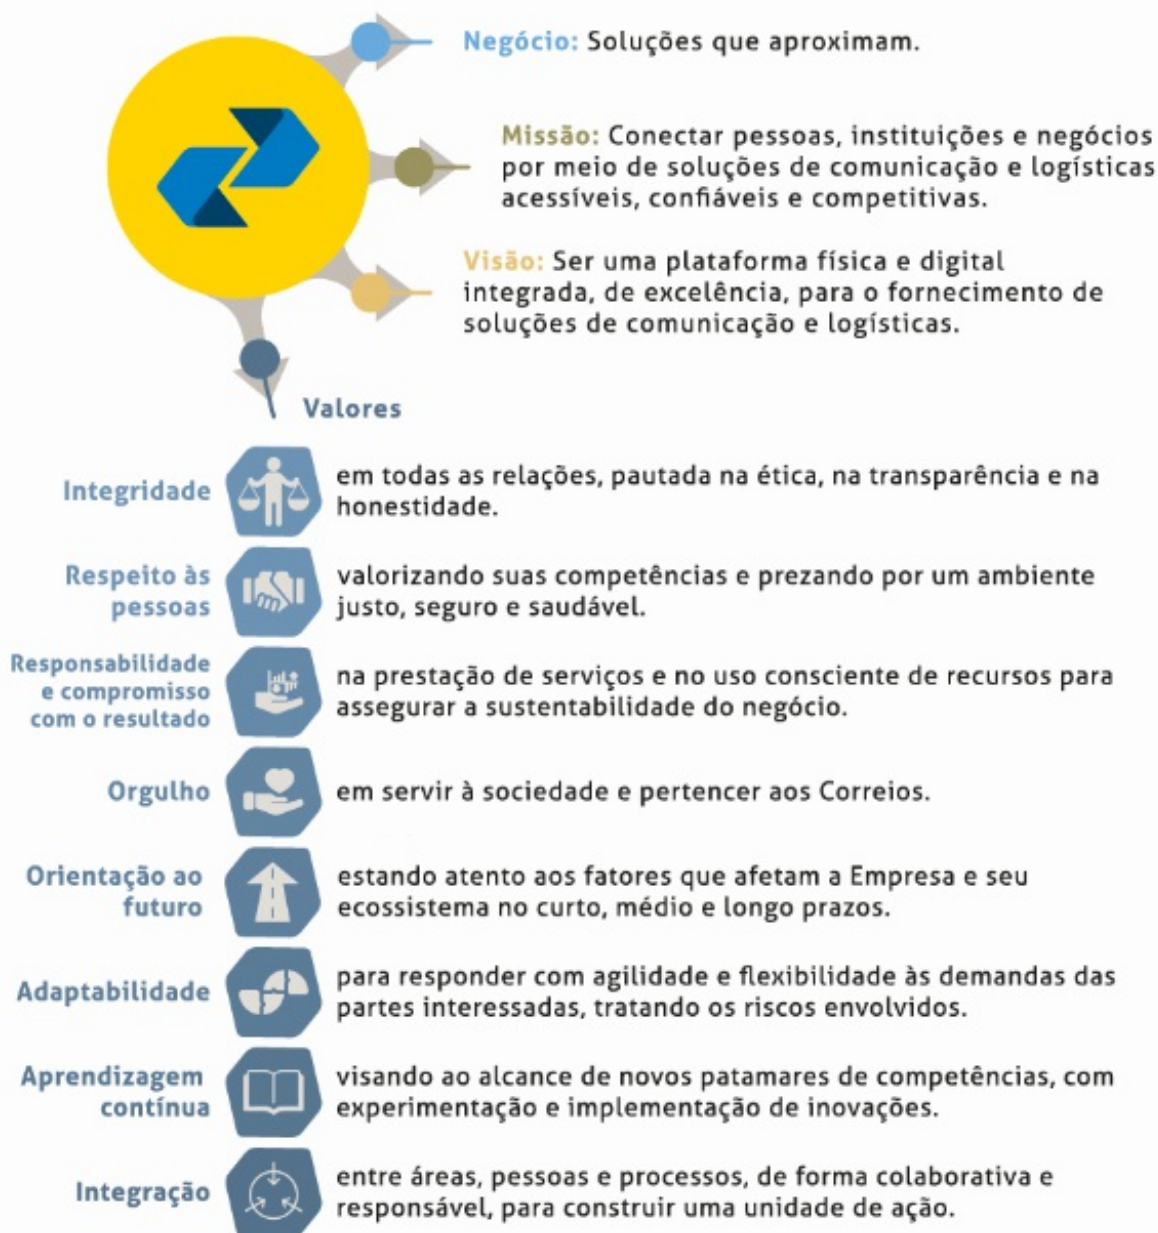 Negócio: Soluções que aproximam.
Missão: Conectar pessoas, instituições e negócios
por meio de soluções de comunicação e logísticas
acessíveis, confiáveis e competitivas.
Visão: Ser uma plataforma física e digital
integrada, de excelência, para o fornecimento de
soluções de comunicação e logísticas.
Valores
Integridade
em todas as relações, pautada na ética, na transparência e na
honestidade.
Respeito às
pessoas
valorizando suas competências e prezando por um ambiente
justo, seguro e saudável.
Responsabilidade
e compromisso
com o resultado
na prestação de serviços e no uso consciente de recursos para
assegurar a sustentabilidade do negócio.
Orgulho
em servir à sociedade e pertencer aos Correios.
Orientação ao
futuro
estando atento aos fatores que afetam a Empresa e seu
ecossistema no curto, médio e longo prazos.
Adaptabilidade
para responder com agilidade e flexibilidade às demandas das
partes interessadas, tratando os riscos envolvidos.
Aprendizagem
contínua
visando ao alcance de novos patamares de competências, com
experimentação e implementação de inovações.
Integração
entre áreas, pessoas e processos, de forma colaborativa e
responsável, para construir uma unidade de ação.